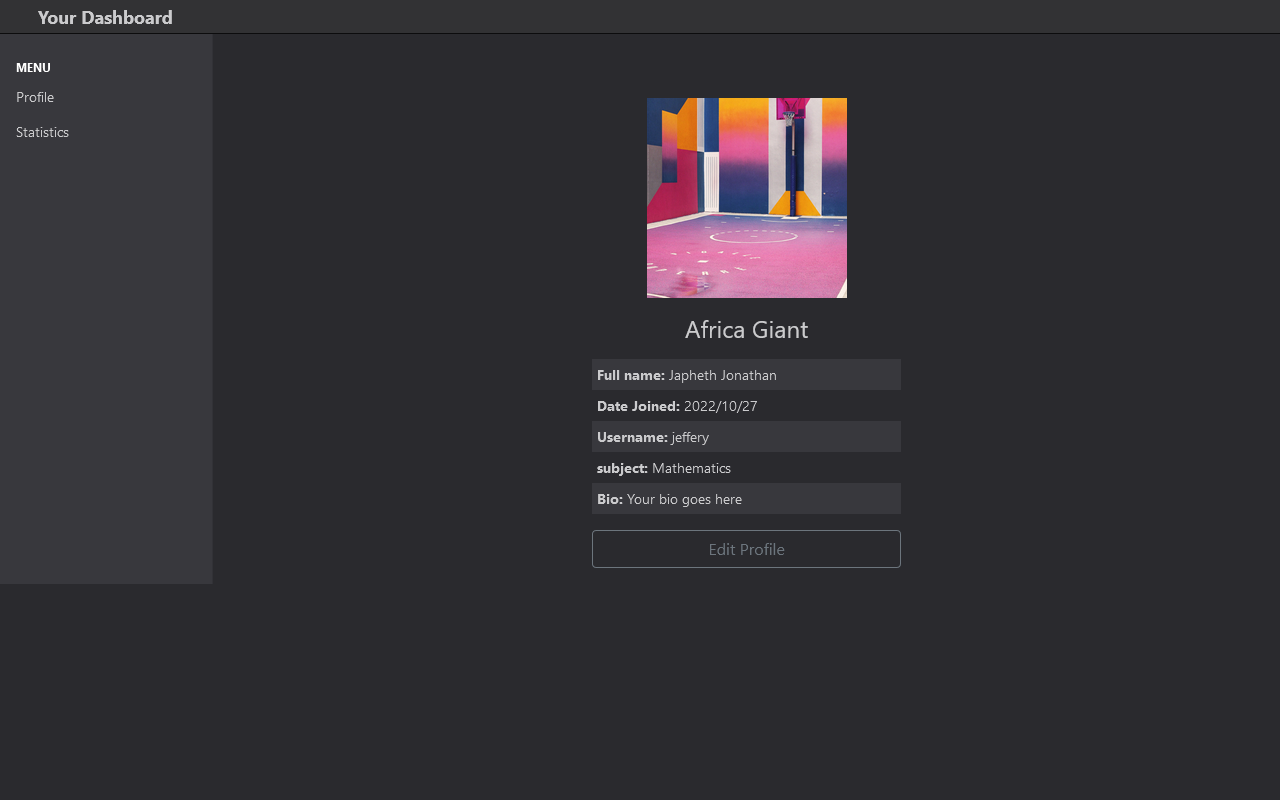 Your Dashboard
MENU
Profile
Statistics
Africa Giant
Full name: Japheth Jonathan
Date Joined: 2022/10/27
Username: jeffery
subject: Mathematics
Bio: Your bio goes here
Edit Profile